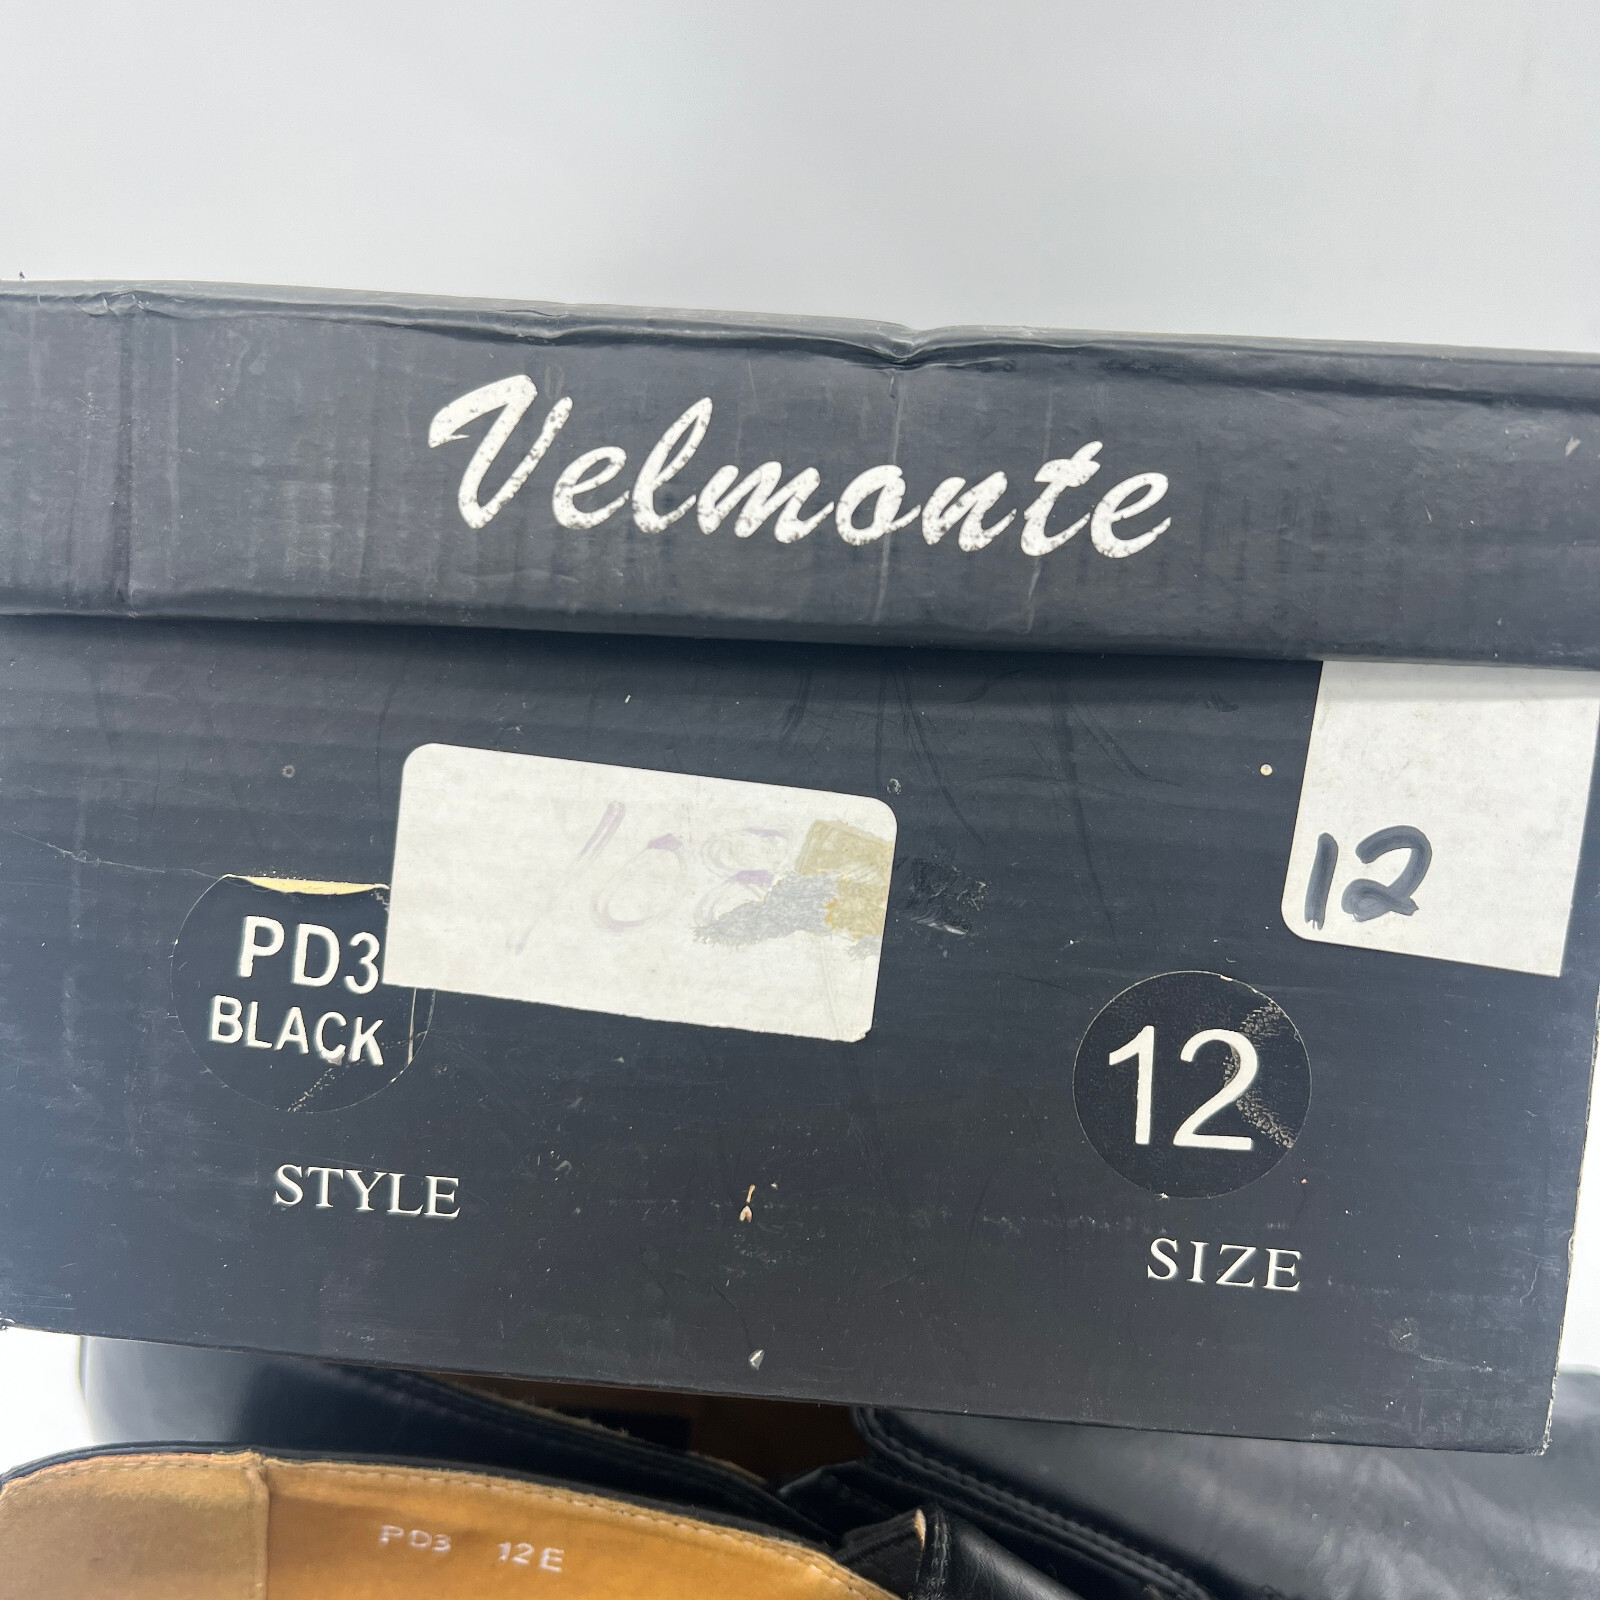 Velmonte
12
PD3
BLACK
12
STYLE
SIZE
PD3 12E